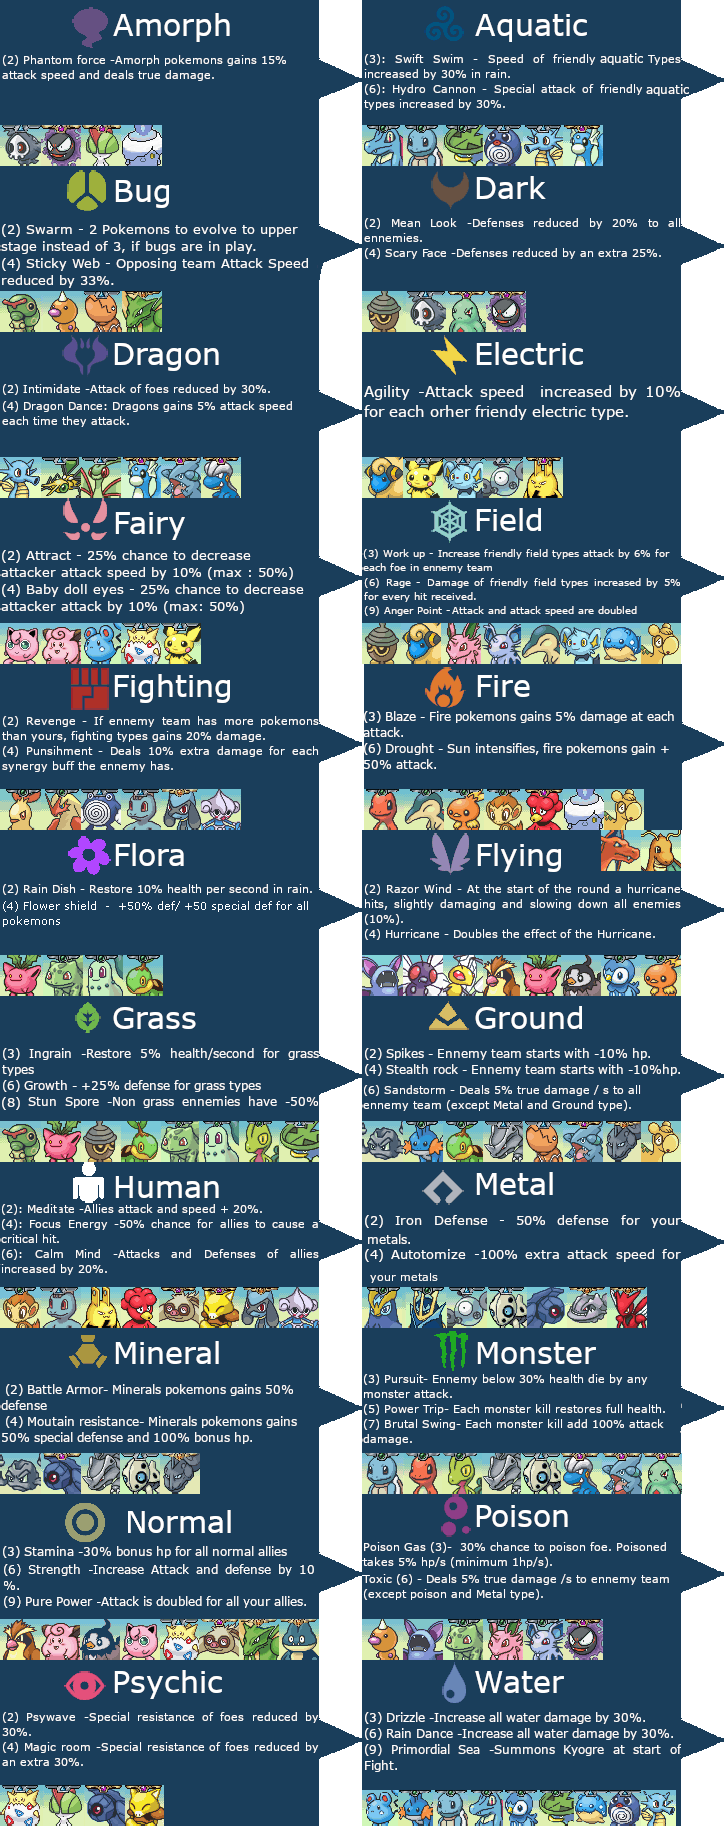 Amorph
(2) Phantom force -Amorph pokemons gains 15%
attack speed and deals true damage.
Aquatic
(3): Swift Swim - Speed of friendly aquatic Types
increased by 30% in rain.
(6): Hydro Cannon - Special attack of friendly aquatic
types increased by 30%.
Bug
(2) Swarm - 2 Pokemons to evolve to upper
stage instead of 3, if bugs are in play.
(4) Sticky Web - Opposing team Attack Speed
reduced by 33%.
Dark
(2) Mean Look -Defenses reduced by 20% to all
ennemies.
(4) Scary Face -Defenses reduced by an extra 25%.
Dragon
(2) Intimidate -Attack of foes reduced by 30%.
(4) Dragon Dance: Dragons gains 5% attack speed
each time they attack.
Electric
Agility -Attack speed increased by 10%
for each orher friendy electric type.
Fairy
(2) Attract - 25% chance to decrease
attacker attack speed by 10% (max : 50%)
(4) Baby doll eyes - 25% chance to decrease
attacker attack by 10% (max: 50%)
Field
(3) Work up - Increase friendly field types attack by 6% for
each foe in ennemy team
(6) Rage - Damage of friendly field types increased by 5%
for every hit received.
(9) Anger Point -Attack and attack speed are doubled
Fighting
(2) Revenge - If ennemy team has more pokemons
than yours, fighting types gains 20% damage.
(4) Punsihment - Deals 10% extra damage for each
synergy buff the ennemy has.
Fire
(3) Blaze - Fire pokemons gains 5% damage at each
attack.
(6) Drought - Sun intensifies, fire pokemons gain +
50% attack.
Flora
(2) Rain Dish - Restore 10% health per second in rain.
(4) Flower shield - +50% def/ +50 special def for all
pokemons
Flying
(2) Razor Wind - At the start of the round a hurricane
hits, slightly damaging and slowing down all enemies
(10%).
(4) Hurricane - Doubles the effect of the Hurricane.
Grass
(3) Ingrain -Restore 5% health/second for grass
types
(6) Growth - +25% defense for grass types
(8) Stun Spore -Non grass ennemies have -50%
Ground
(2) Spikes - Ennemy team starts with -10% hp.
(4) Stealth rock - Ennemy team starts with -10%hp.
(6) Sandstorm - Deals 5% true damage / s to all
ennemy team (except Metal and Ground type).
Human
(2): Meditate -Allies attack and speed + 20%.
(4): Focus Energy -50% chance for allies to cause a
critical hit.
(6): Calm Mind -Attacks and Defenses of allies
increased by 20%.
Metal
(2) Iron Defense - 50% defense for your
metals.
(4) Autotomize -100% extra attack speed for
your metals
Mineral
(2) Battle Armor- Minerals pokemons gains 50%
defense
(4) Moutain resistance- Minerals pokemons gains
50% special defense and 100% bonus hp.
Monster
(3) Pursuit- Ennemy below 30% health die by any
monster attack.
(5) Power Trip- Each monster kill restores full health.
(7) Brutal Swing- Each monster kill add 100% attack
damage.
Normal
(3) Stamina -30% bonus hp for all normal allies
(6) Strength -Increase Attack and defense by 10
%.
(9) Pure Power -Attack is doubled for all your allies.
Poison
Poison Gas (3)- 30% chance to poison foe. Poisoned
takes 5% hp/s (minimum 1hp/s).
Toxic (6) - Deals 5% true damage /s to ennemy team
(except poison and Metal type).
Psychic
(2) Psywave -Special resistance of foes reduced by
30%.
(4) Magic room -Special resistance of foes reduced by
an extra 30%.
Water
(3) Drizzle -Increase all water damage by 30%.
(6) Rain Dance -Increase all water damage by 30%.
(9) Primordial Sea -Summons Kyogre at start of
Fight.